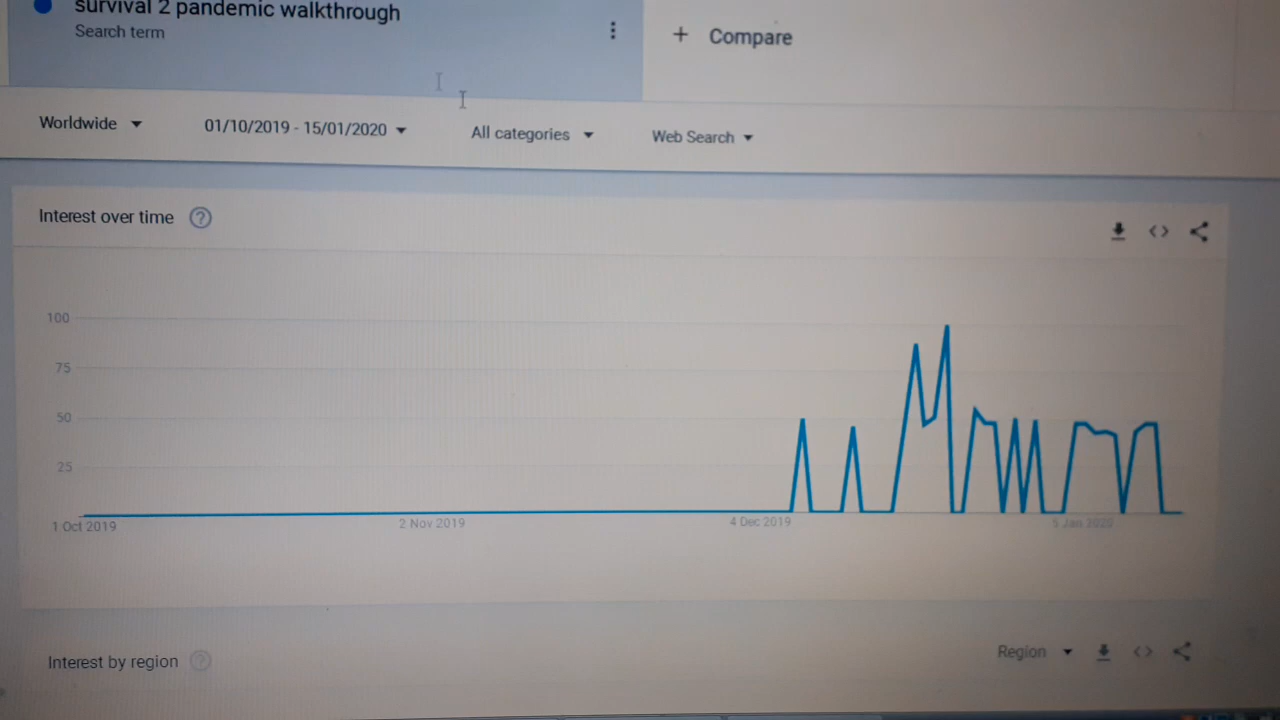 survival 2 pandemic walkthrough
Search term
+ Compare
Worldwide
01/10/2019 - 15/01/2020
All categories
Web Search
Interest over time ?
100
75
50
25
1 Oct 2019
2 Nov 2019
4 Dec 2019
5 Jan 2020
Interest by region ?
Region